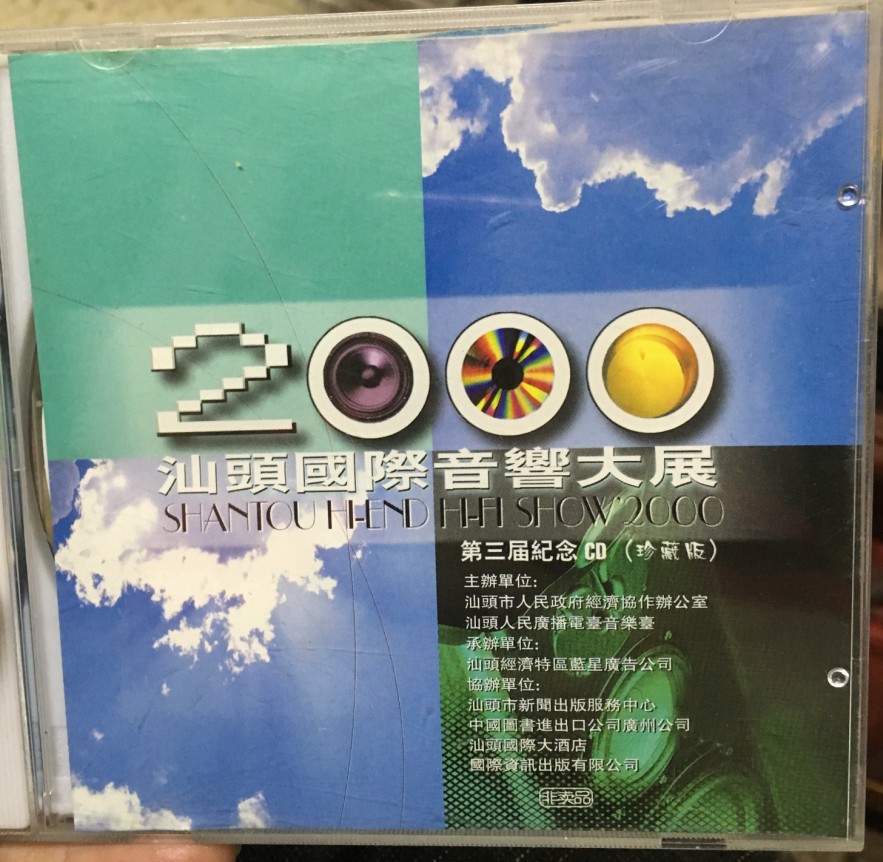 2000
汕頭國際音響大展
SHANTOU HI-END HI-FI SHOW'2000
第三届紀念CD（珍藏版）
主辦單位:
汕頭市人民政府經濟協作辦公室
汕頭人民廣播電臺音樂臺
承辦單位:
汕頭經濟特區藍星廣告公司
協辦單位:
汕頭市新聞出版服務中心
中國圖書進出口公司廣州公司
汕頭國際大酒店
國際資訊出版有限公司
非卖品